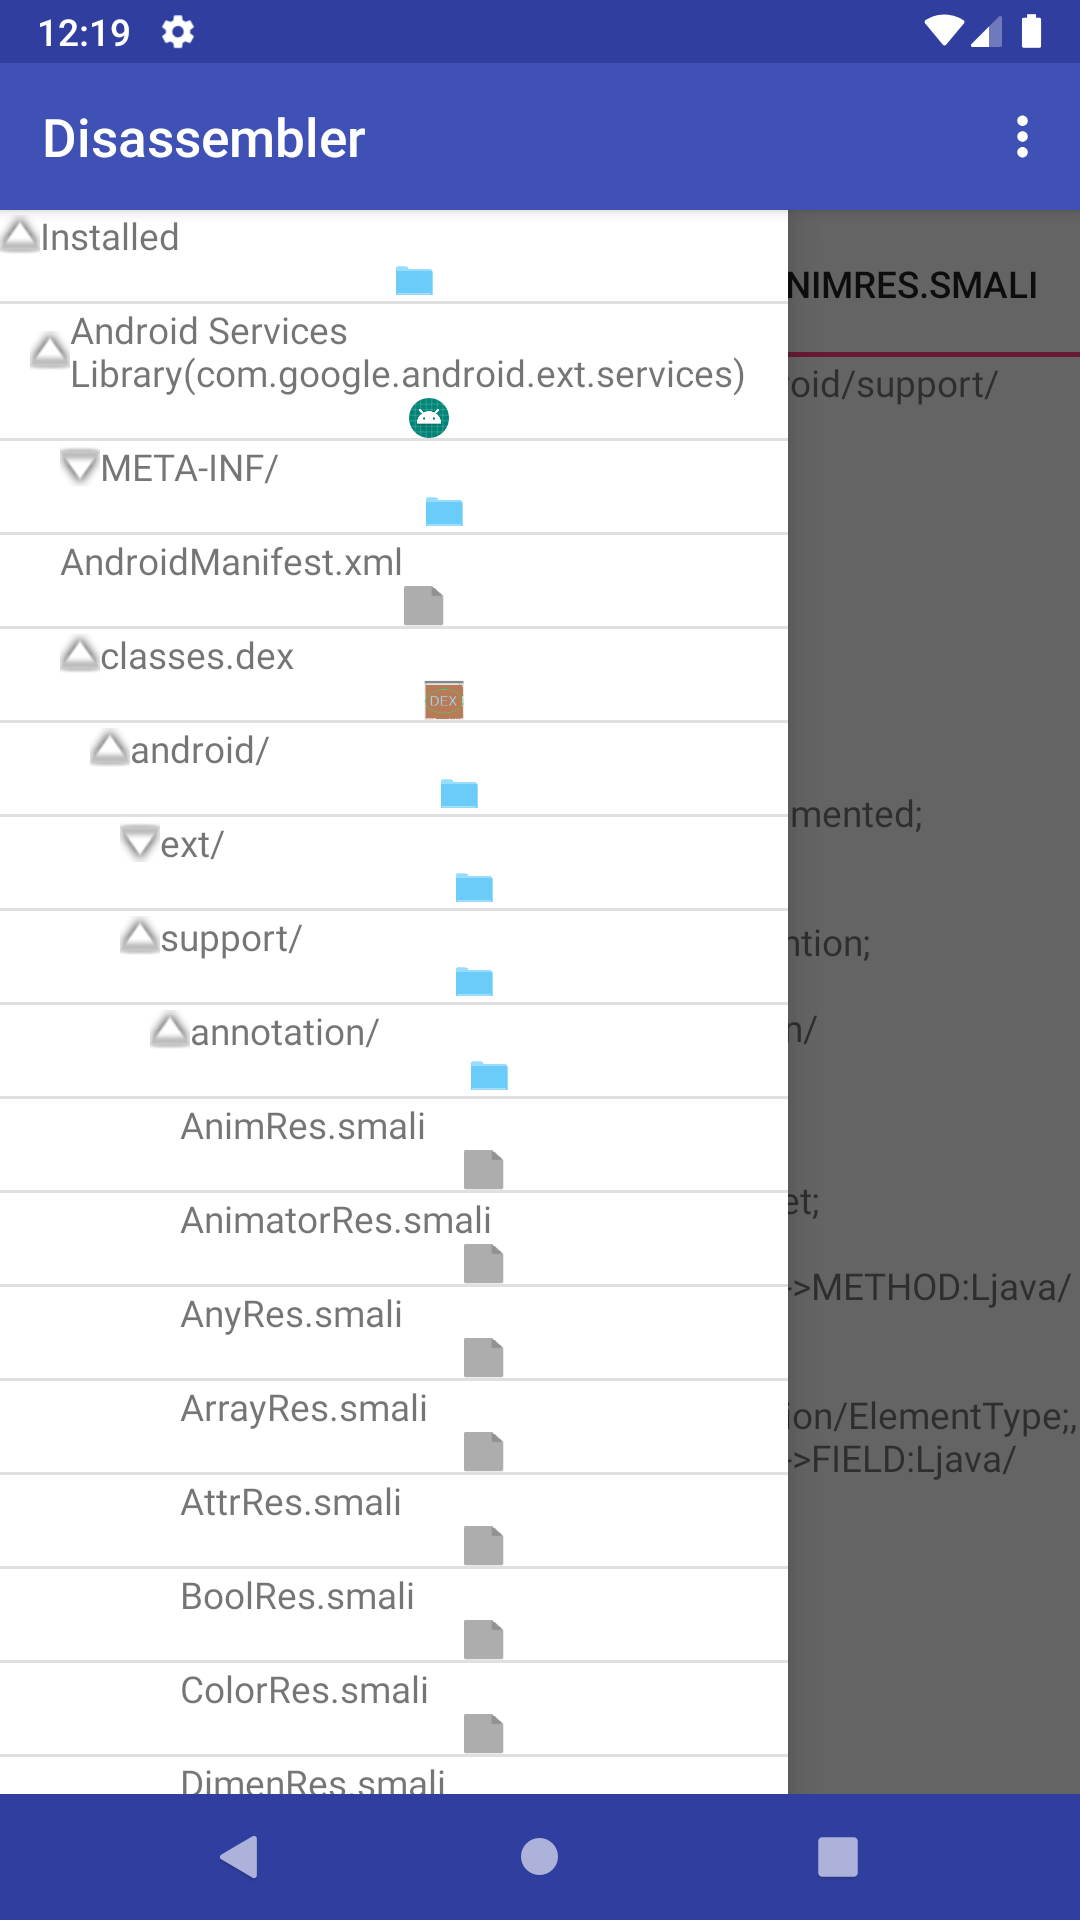 12:19
Disassembler
Installed
NIMRES.SMALI
Android Services
Library(com.google.android.ext.services)
oid/support/
META-INF/
AndroidManifest.xml
classes.dex
DEX
android/
mented;
ext/
support/
ntion;
annotation/
n/
AnimRes.smali
AnimatorRes.smali
et;
AnyRes.smali
->METHOD:Ljava/
ArrayRes.smali
ion/ElementType;,
->FIELD:Ljava/
AttrRes.smali
BoolRes.smali
ColorRes.smali
DimenRes.smali